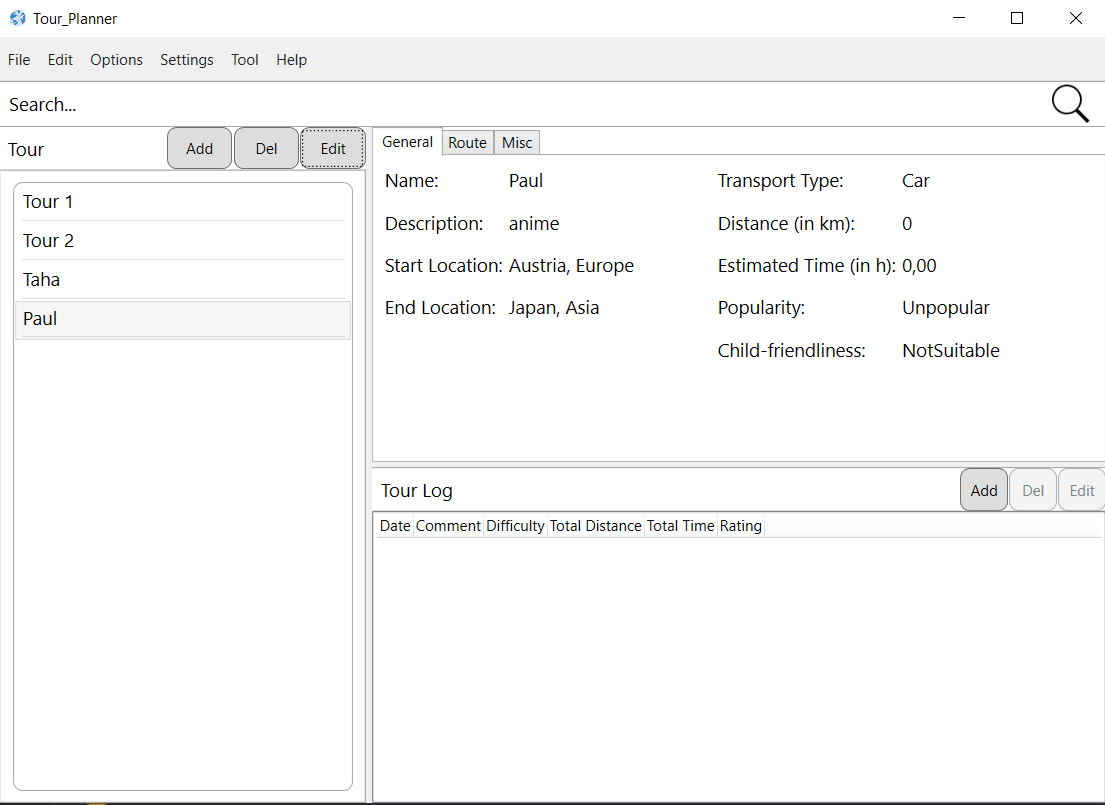 Tour_Planner
File Edit Options Settings Tool Help
Search...
Tour Add Del Edit
Tour 1
Tour 2
Taha
Paul
General Route Misc
Name: Paul Transport Type: Car
Description: anime Distance (in km): 0
Start Location: Austria, Europe Estimated Time (in h): 0,00
End Location: Japan, Asia Popularity: Unpopular
Child-friendliness: NotSuitable
Tour Log Add Del Edit
Date Comment Difficulty Total Distance Total Time Rating